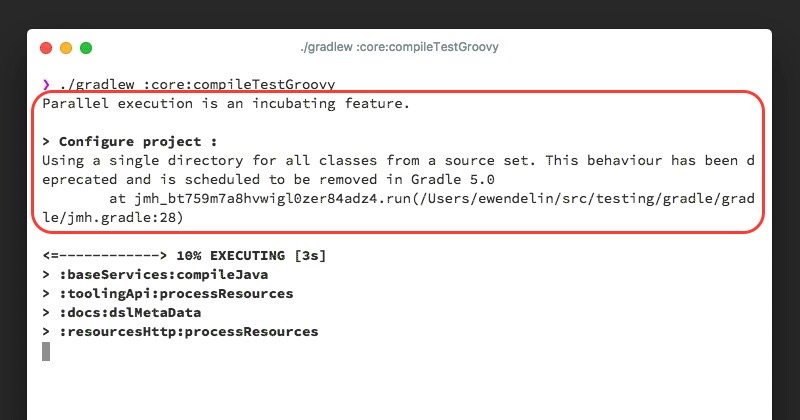 ./gradlew :core:compileTestGroovy
❯ ./gradlew :core:compileTestGroovy
Parallel execution is an incubating feature.
> Configure project :
Using a single directory for all classes from a source set. This behaviour has been d
eprecated and is scheduled to be removed in Gradle 5.0
at jmh_bt759m7a8hvwigl0zer84adz4.run(/Users/ewendelin/src/testing/gradle/grad
le/jmh.gradle:28)
<=------------> 10% EXECUTING [3s]
> :baseServices:compileJava
> :toolingApi:processResources
> :docs:dslMetaData
> :resourcesHttp:processResources